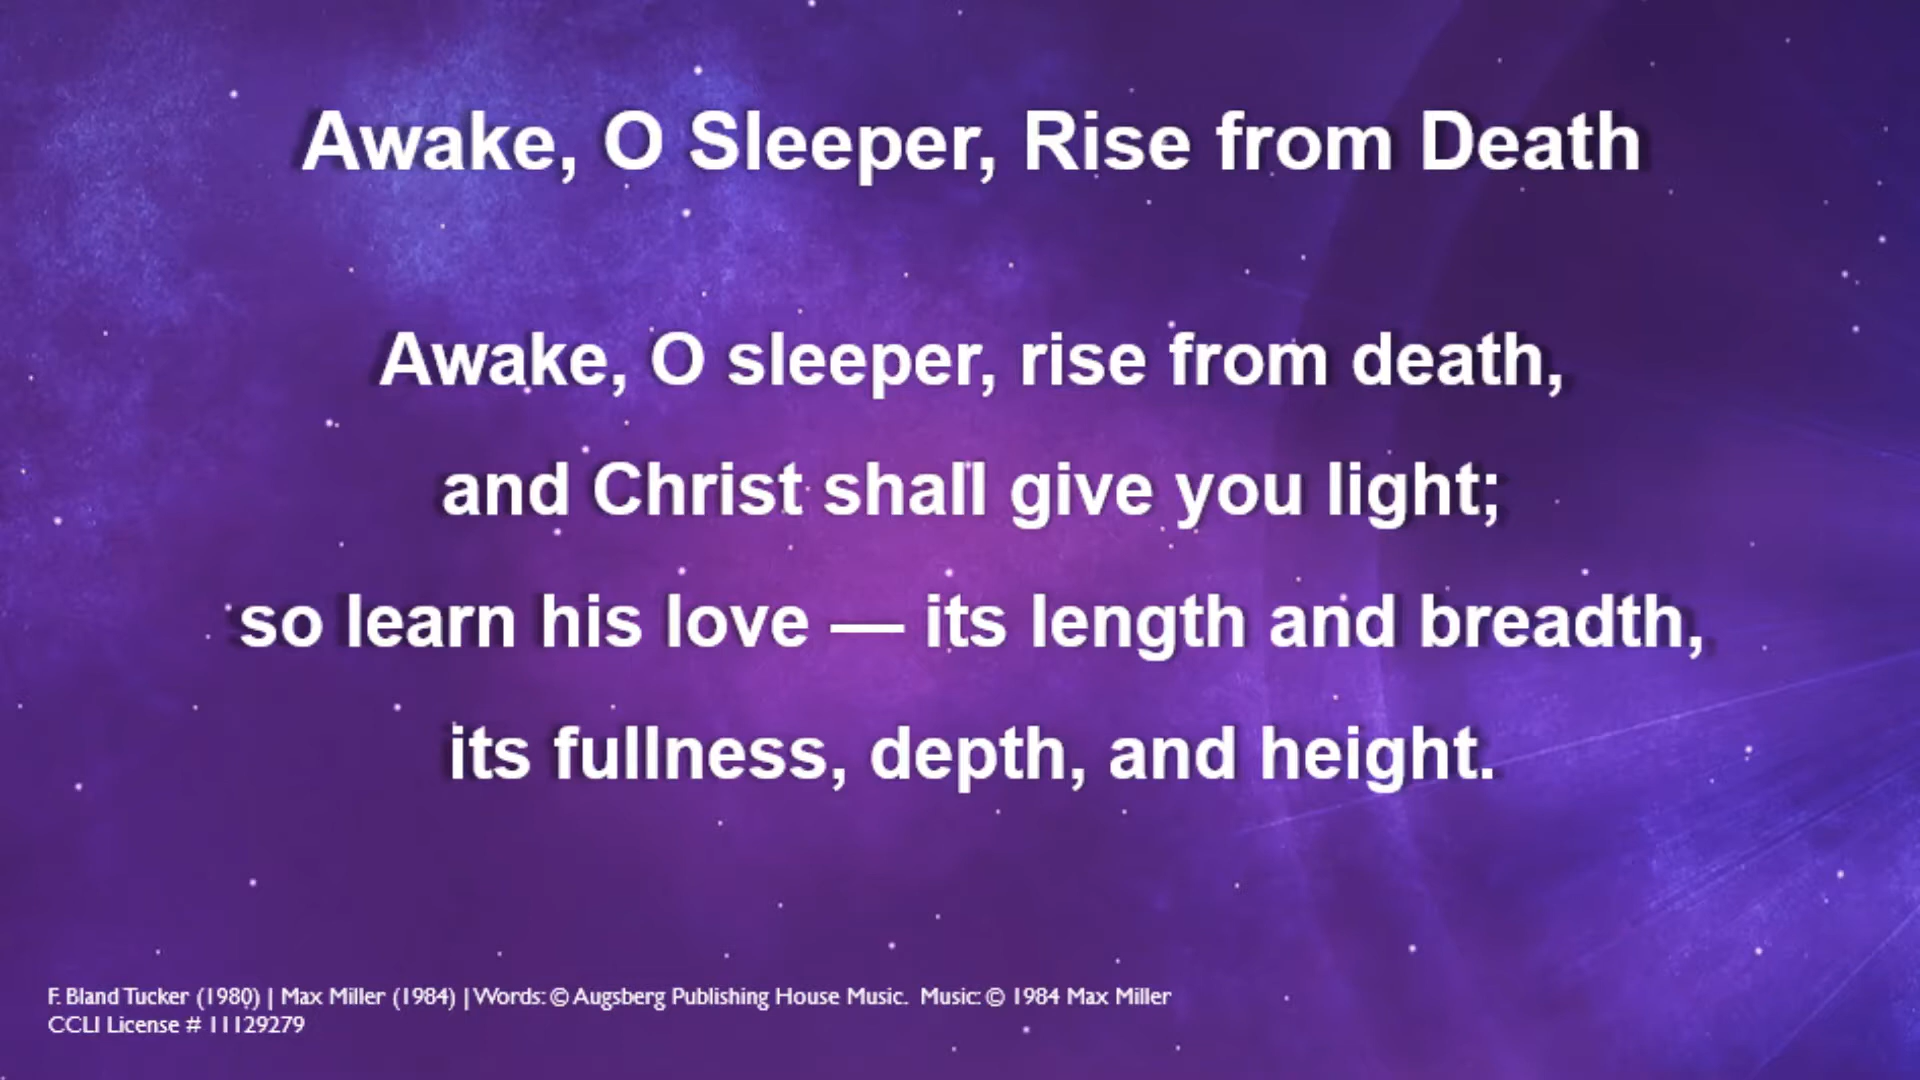 Awake, O Sleeper, Rise from Death
Awake, O sleeper, rise from death,
and Christ shall give you light;
so learn his love — its length and breadth,
its fullness, depth, and height.
F. Bland Tucker (1980) | Max Miller (1984) | Words: © Augsberg Publishing House Music.  Music: © 1984 Max Miller
CCLI License # 11129279